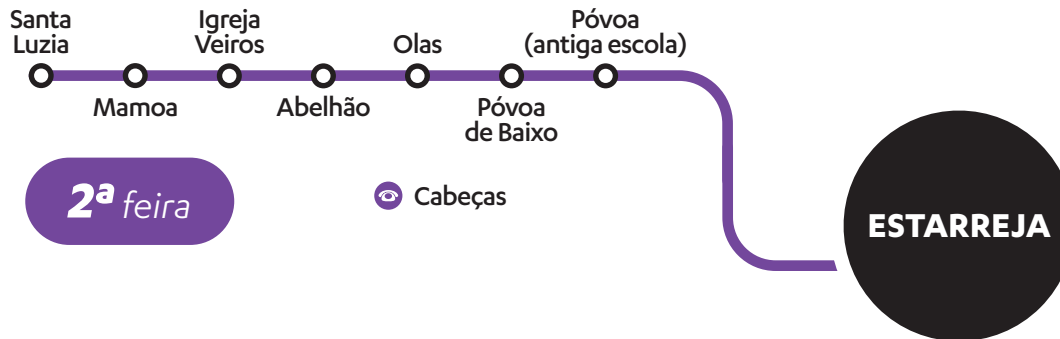 Santa
Luzia
Mamoa
Igreja
Veiros
Abelhão
Olas
Póvoa
de Baixo
Póvoa
(antiga escola)
2ª feira
Cabeças
ESTARREJA